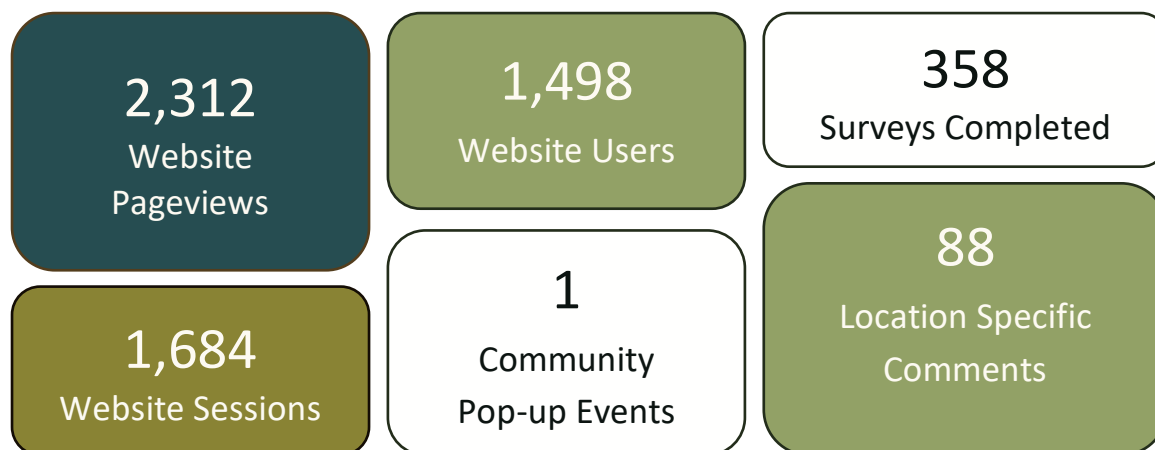 2,312
Website
Pageviews
1,684
Website Sessions
1,498
Website Users
1
Community
Pop-up Events
358
Surveys Completed
88
Location Specific
Comments